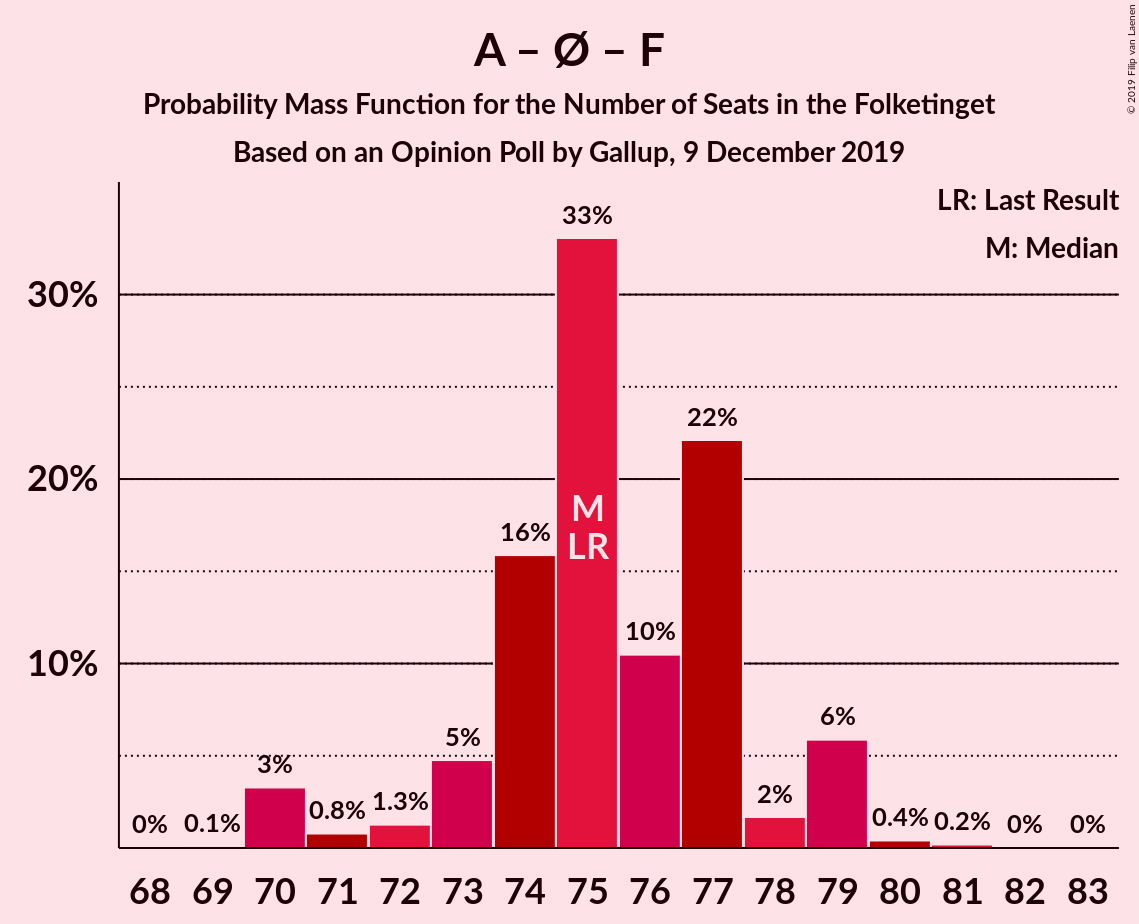 A – Ø – F
Probability Mass Function for the Number of Seats in the Folketinget
Based on an Opinion Poll by Gallup, 9 December 2019
© 2019 Filip van Laenen
LR: Last Result
M: Median
30%
20%
10%
0%
0.1%
3%
0.8%
1.3%
5%
16%
33%
M
LR
10%
22%
2%
6%
0.4%
0.2%
0%
0%
68 69 70 71 72 73 74 75 76 77 78 79 80 81 82 83